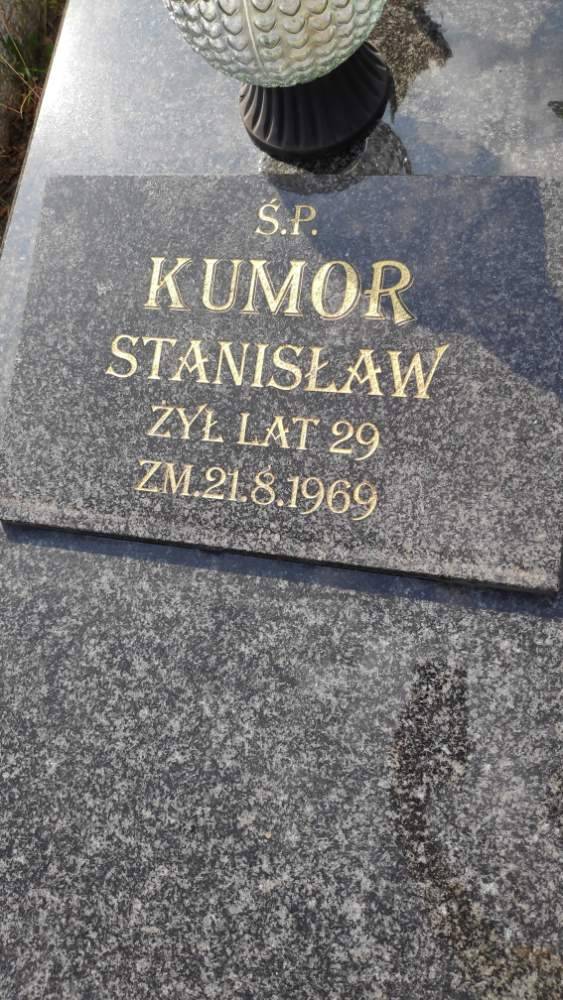 Ś.P.
KUMOR
STANISŁAW
ŻYŁ LAT 29
ZM.21.8.1969